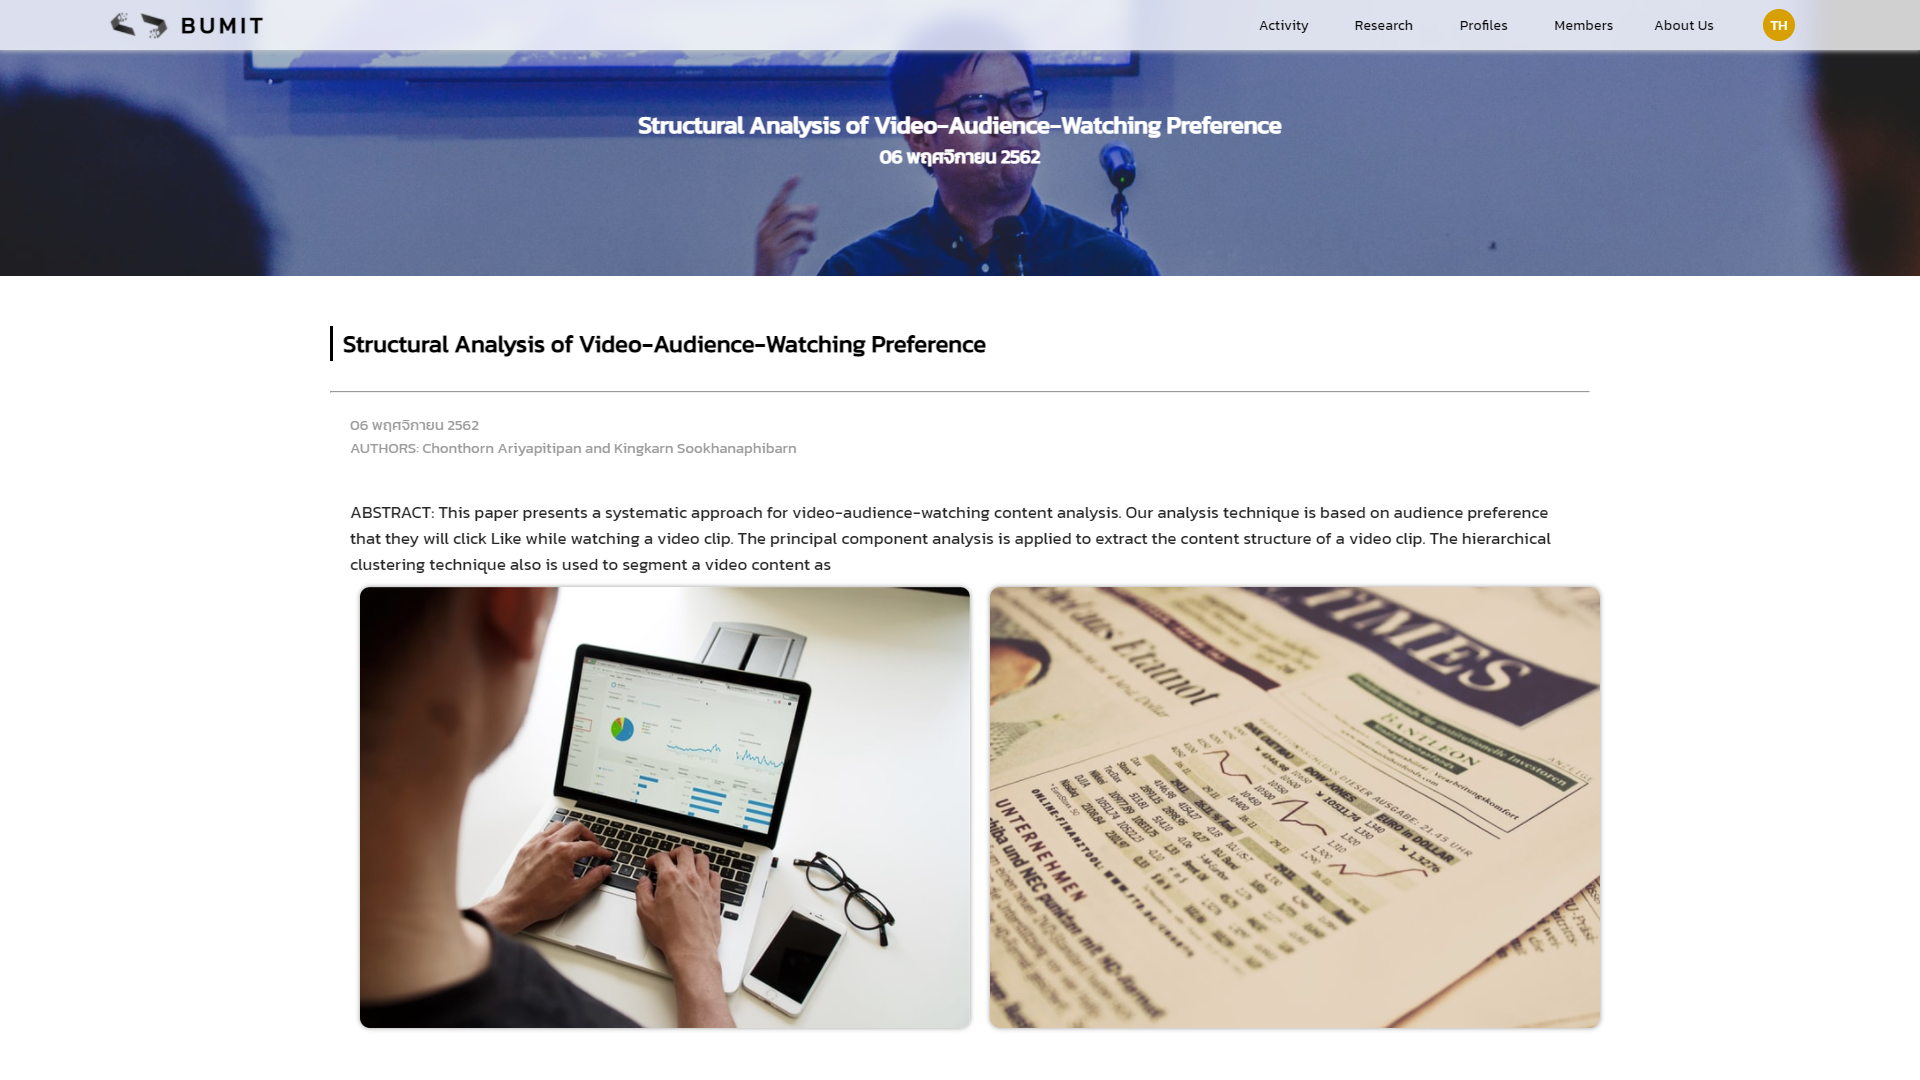 BUMIT
Activity
Research
Profiles
Members
About Us
TH
Structural Analysis of Video-Audience-Watching Preference
06 พฤศจิกายน 2562
Structural Analysis of Video-Audience-Watching Preference
06 พฤศจิกายน 2562
AUTHORS: Chonthorn Ariyapitipan and Kingkarn Sookhanaphibarn
ABSTRACT: This paper presents a systematic approach for video-audience-watching content analysis. Our analysis technique is based on audience preference
that they will click Like while watching a video clip. The principal component analysis is applied to extract the content structure of a video clip. The hierarchical
clustering technique also is used to segment a video content as
TIMES
BANTLEON
DOW JONES
EURO in DOLLAR
UNTERNEHMEN